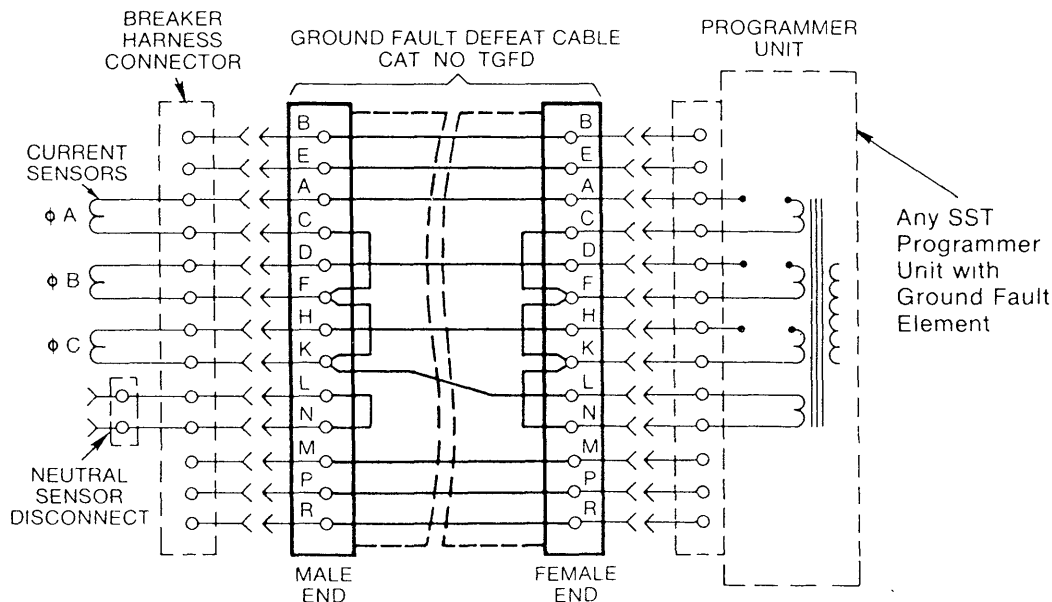 BREAKER
HARNESS
CONNECTOR
GROUND FAULT DEFEAT CABLE
CAT NO TGFD
PROGRAMMER
UNIT
CURRENT
SENSORS
ϕ A
ϕ B
ϕ C
NEUTRAL
SENSOR
DISCONNECT
B
E
A
C
D
F
H
K
L
N
M
P
R
MALE
END
B
E
A
C
D
F
H
K
L
N
M
P
R
FEMALE
END
Any SST
Programmer
Unit with
Ground Fault
Element